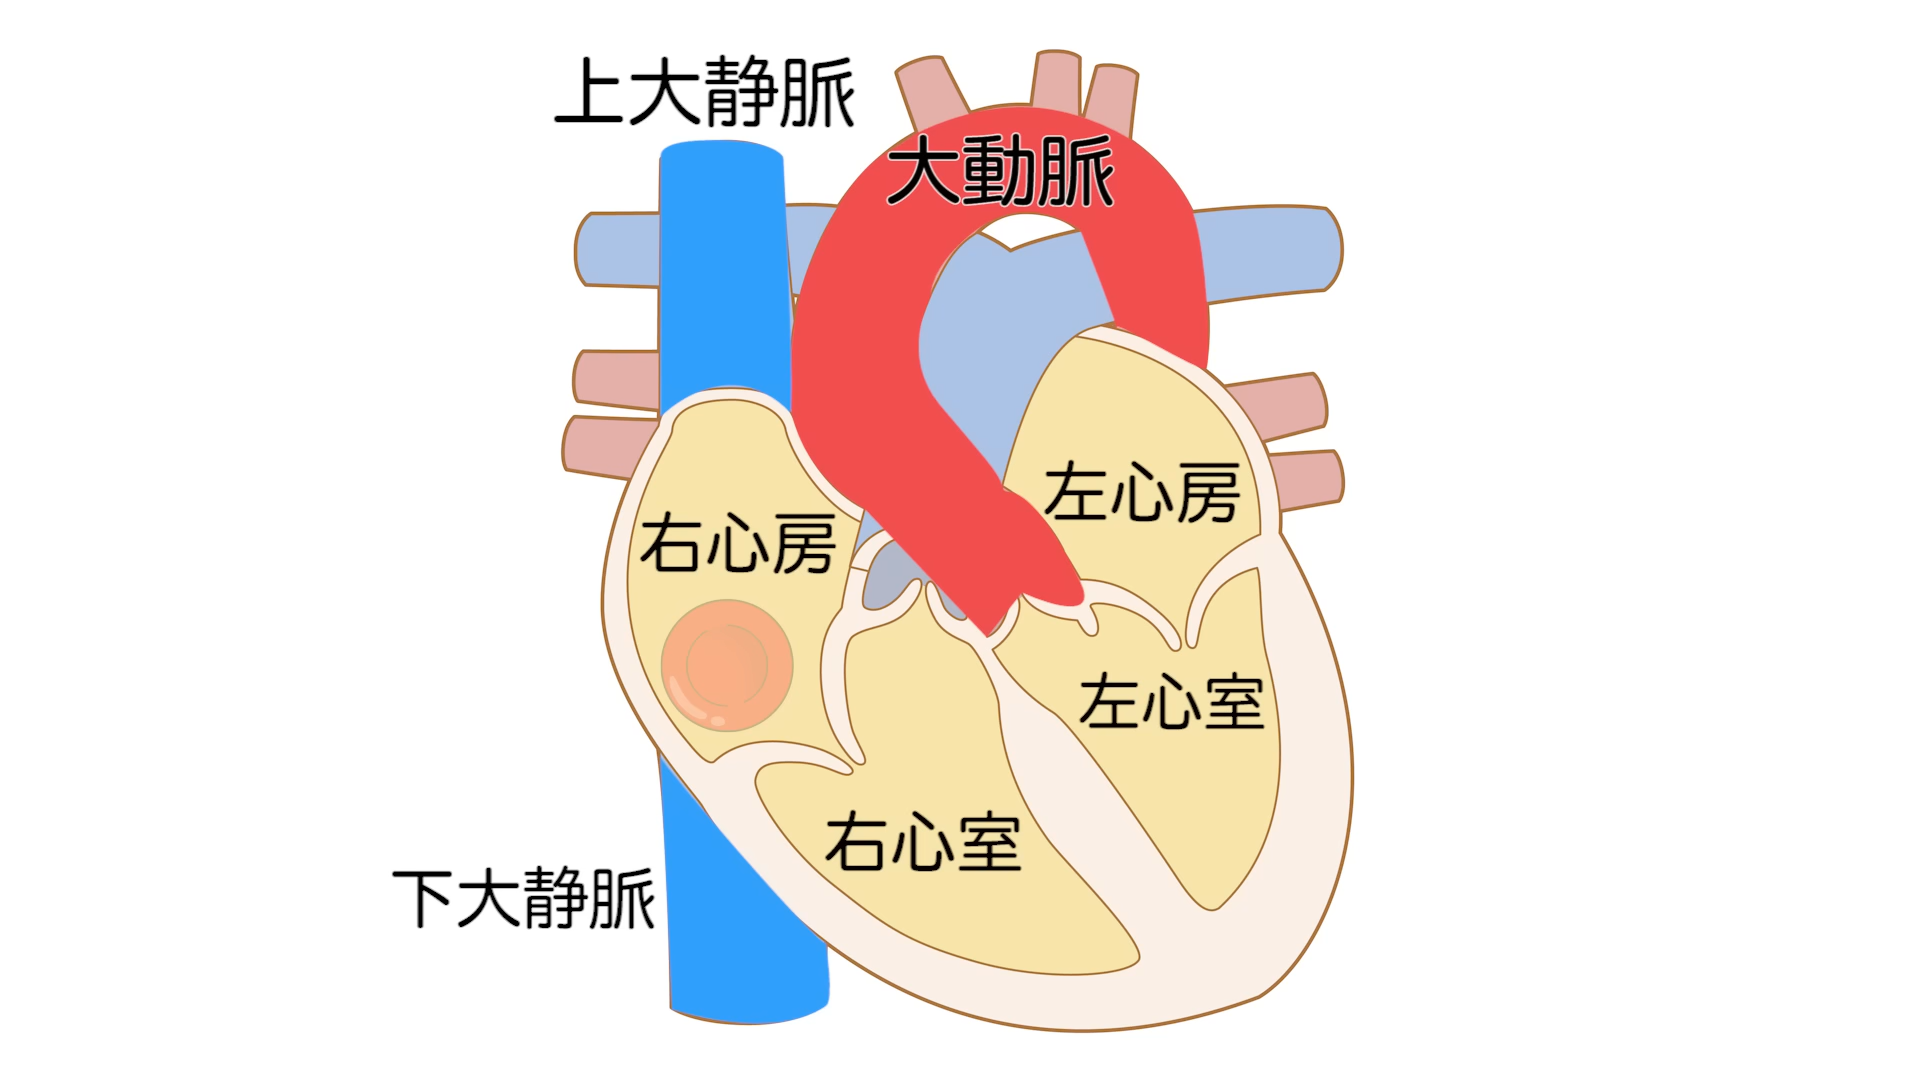 上大静脈
大動脈
左心房
右心房
左心室
右心室
下大静脈